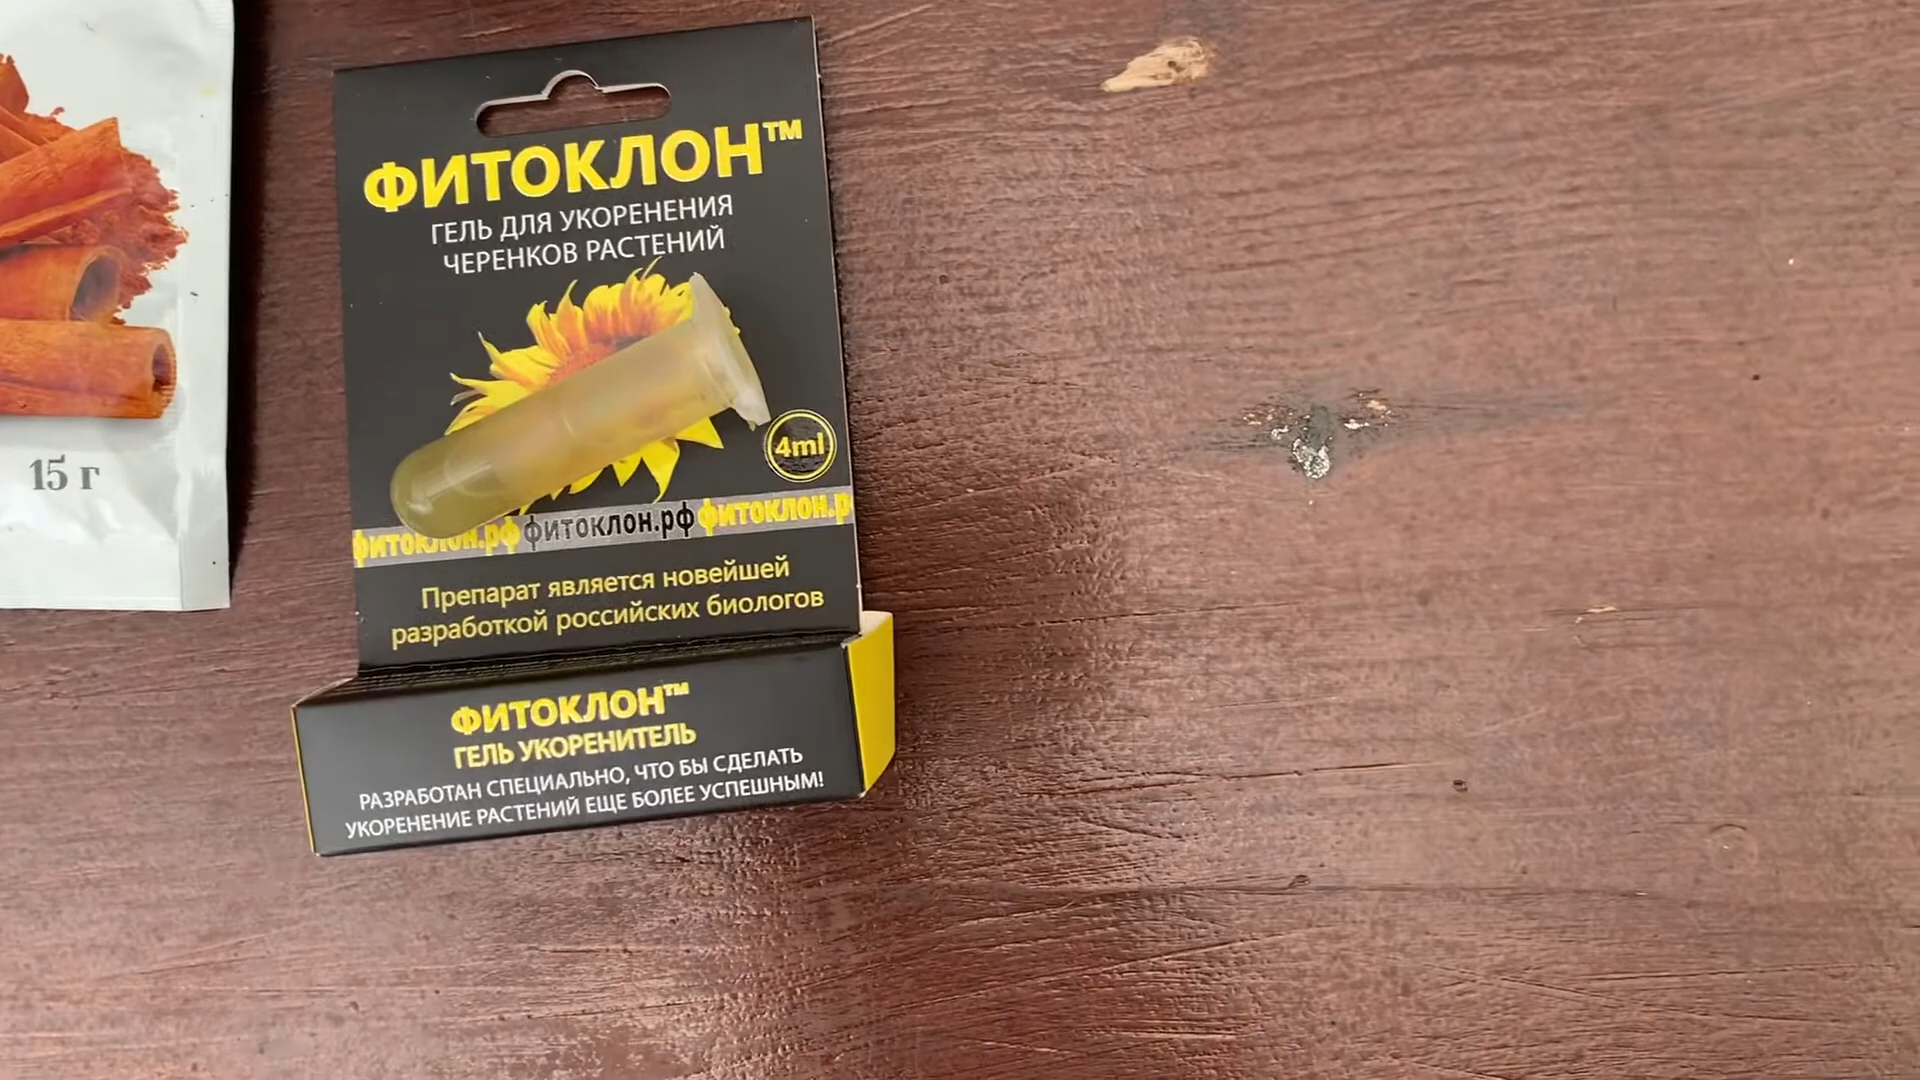 ФИТОКЛОН™
ГЕЛЬ ДЛЯ УКОРЕНЕНИЯ
ЧЕРЕНКОВ РАСТЕНИЙ
4ml
15 г
фитоклон.рф фитоклон.рф фитоклон.р
Препарат является новейшей
разработкой российских биологов
ФИТОКЛОН™
ГЕЛЬ УКОРЕНИТЕЛЬ
РАЗРАБОТАН СПЕЦИАЛЬНО, ЧТО БЫ СДЕЛАТЬ
УКОРЕНЕНИЕ РАСТЕНИЙ ЕЩЕ БОЛЕЕ УСПЕШНЫМ!